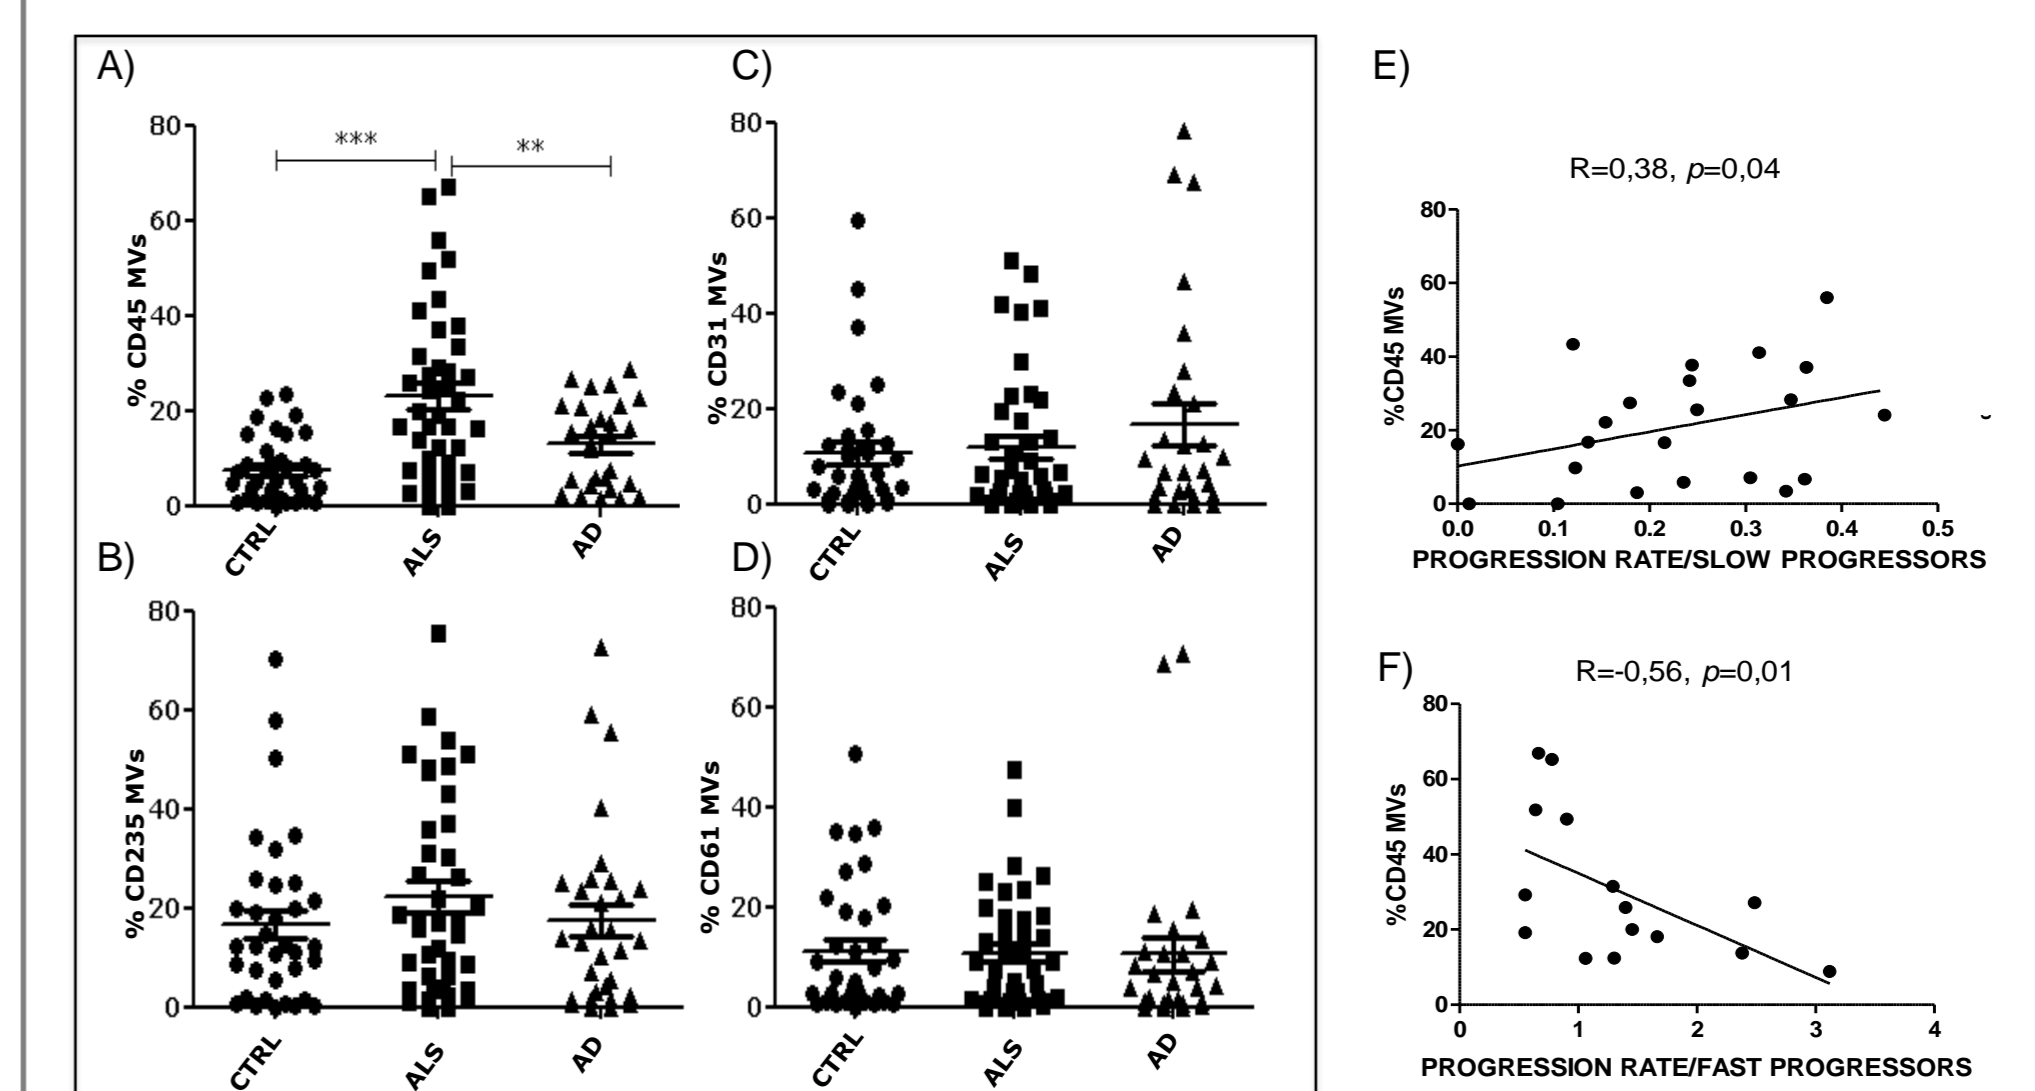 A)
80
60
40
20
0
% CD45 MVs
***
**
CTRL
ALS
AD
C)
80
60
40
20
0
% CD31 MVs
CTRL
ALS
AD
B)
80
60
40
20
0
% CD235 MVs
CTRL
ALS
AD
D)
80
60
40
20
0
% CD61 MVs
CTRL
ALS
AD
E)
R=0,38, p=0,04
80
60
40
20
0
%CD45 MVs
0.0 0.1 0.2 0.3 0.4 0.5
PROGRESSION RATE/SLOW PROGRESSORS
F)
R=-0,56, p=0,01
80
60
40
20
0
%CD45 MVs
0 1 2 3 4
PROGRESSION RATE/FAST PROGRESSORS